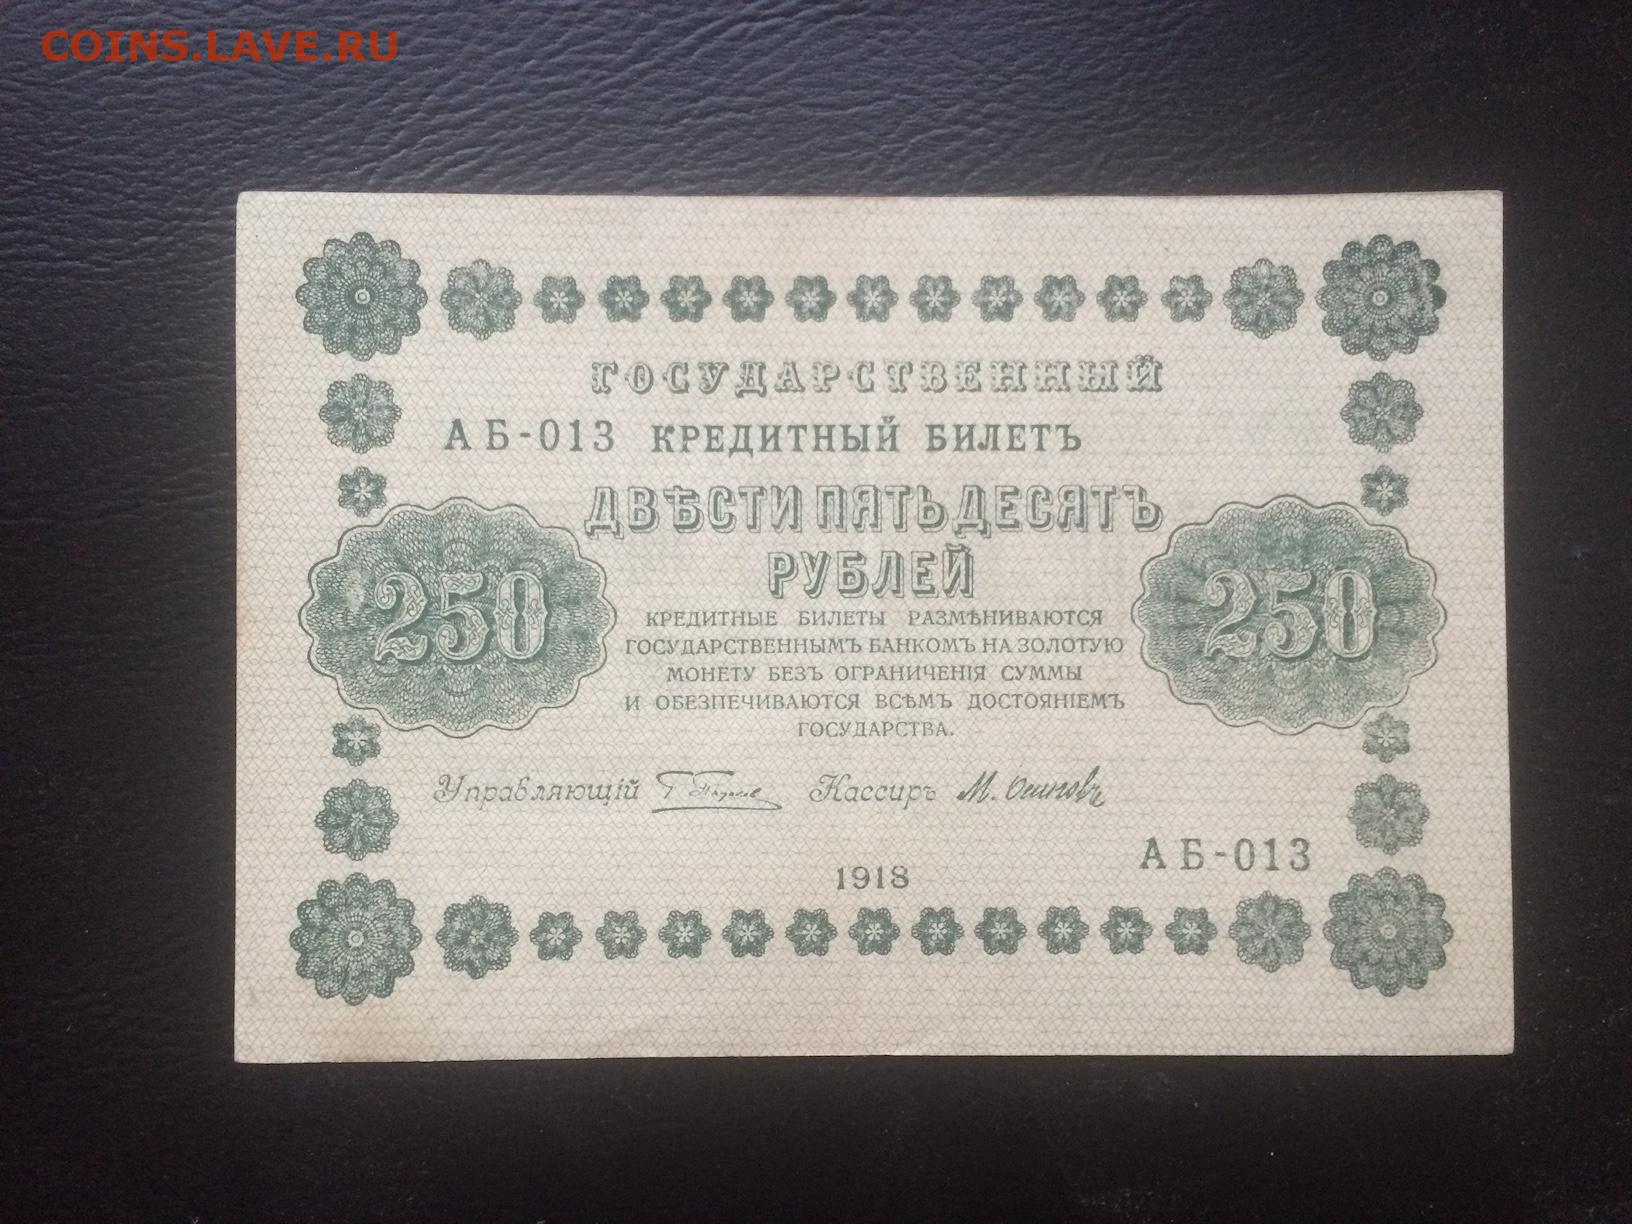 COINS.LAVE.RU
ГОСУДАРСТВЕННЫЙ
АБ-013 КРЕДИТНЫЙ БИЛЕТЪ
ДВѢСТИ ПЯТЬДЕСЯТЪ
РУБЛЕЙ
250
250
КРЕДИТНЫЕ БИЛЕТЫ РАЗМѢНИВАЮТСЯ
ГОСУДАРСТВЕННЫМЪ БАНКОМЪ НА ЗОЛОТУЮ
МОНЕТУ БЕЗЪ ОГРАНИЧЕНІЯ СУММЫ
И ОБЕЗПЕЧИВАЮТСЯ ВСѢМЪ ДОСТОЯНІЕМЪ
ГОСУДАРСТВА.
Управляющій Кассиръ М. Осиповъ
АБ-013
1918